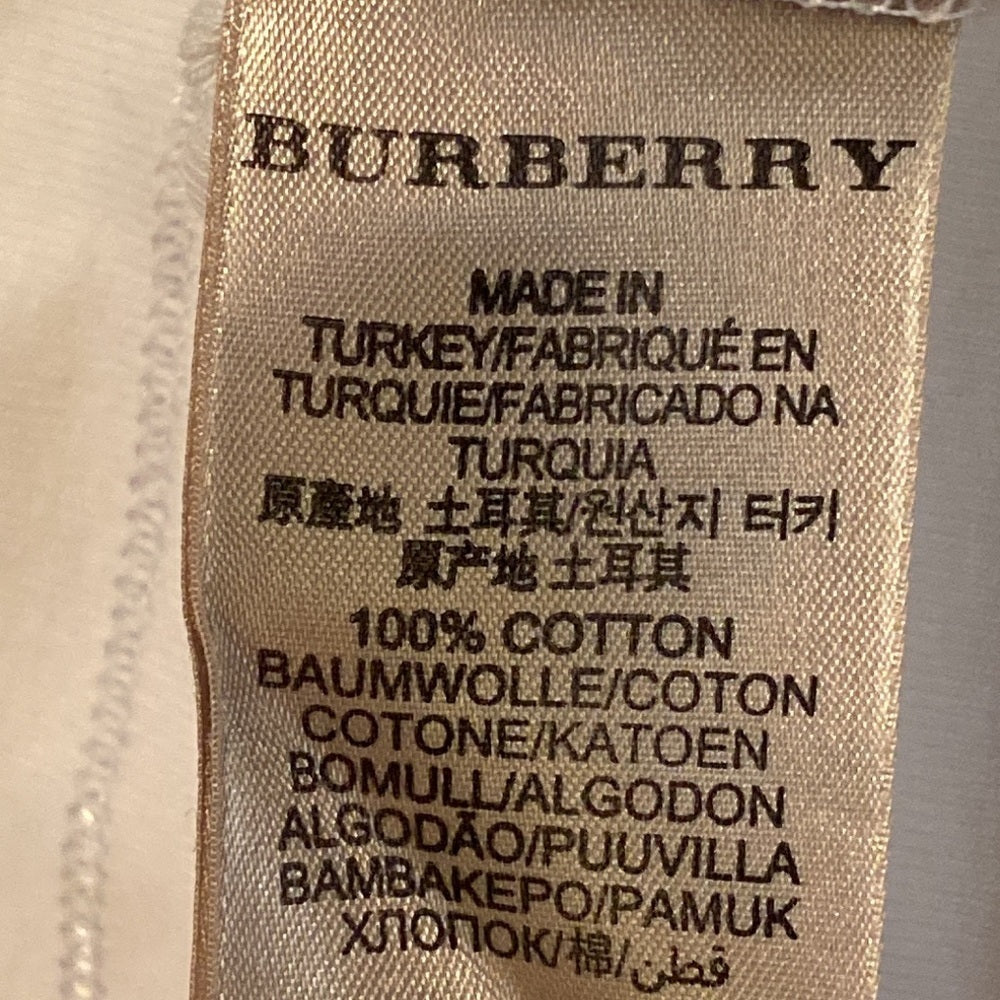 BURBERRY
MADE IN
TURKEY/FABRIQUÉ EN
TURQUIE/FABRICADO NA
TURQUIA
原產地 土耳其/원산지 터키
原产地 土耳其
100% COTTON
BAUMWOLLE/COTON
COTONE/KATOEN
BOMULL/ALGODON
ALGODÃO/PUUVILLA
BAMBAKEPO/PAMUK
ХЛОПОК/棉/قطن